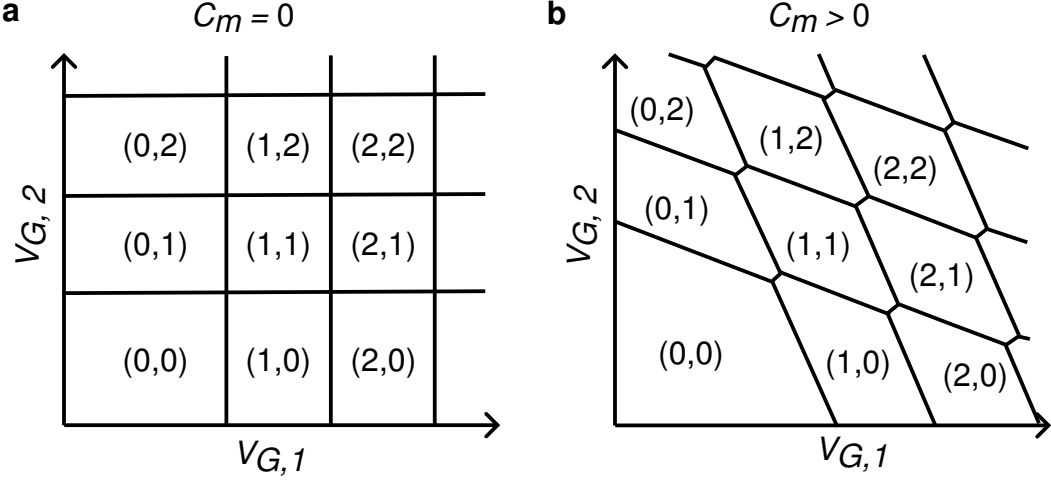 a
C_m = 0
(0,2) (1,2) (2,2)
(0,1) (1,1) (2,1)
(0,0) (1,0) (2,0)
V_G, 2
V_G,1
b
C_m > 0
(0,2)
(1,2)
(2,2)
(0,1)
(1,1)
(2,1)
(0,0)
(1,0)
(2,0)
V_G, 2
V_G,1